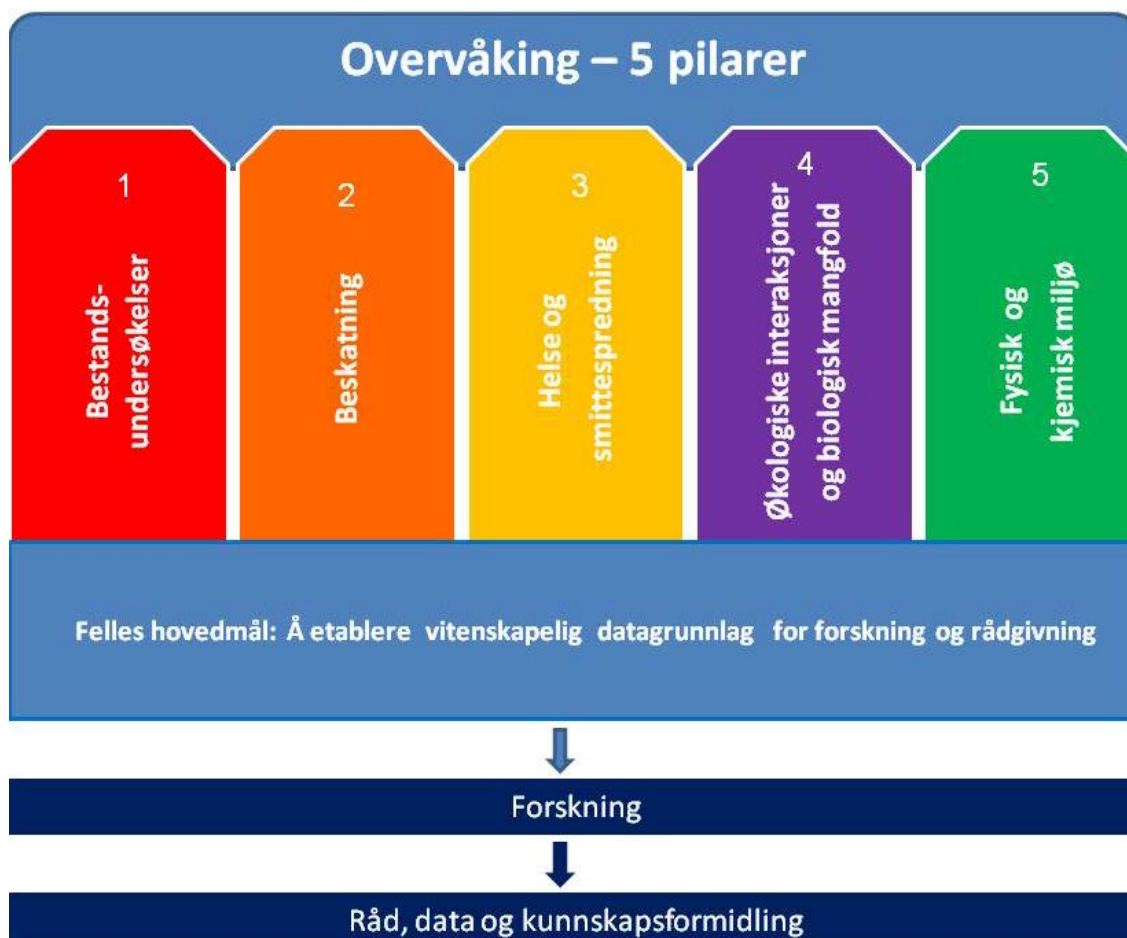 Overvåking – 5 pilarer
1
Bestands-
undersøkelser
2
Beskatning
3
Helse og
smittespredning
4
Økologiske interaksjoner
og biologisk mangfold
5
Fysisk og
kjemisk miljø
Felles hovedmål: Å etablere vitenskapelig datagrunnlag for forskning og rådgivning
Forskning
Råd, data og kunnskapsformidling